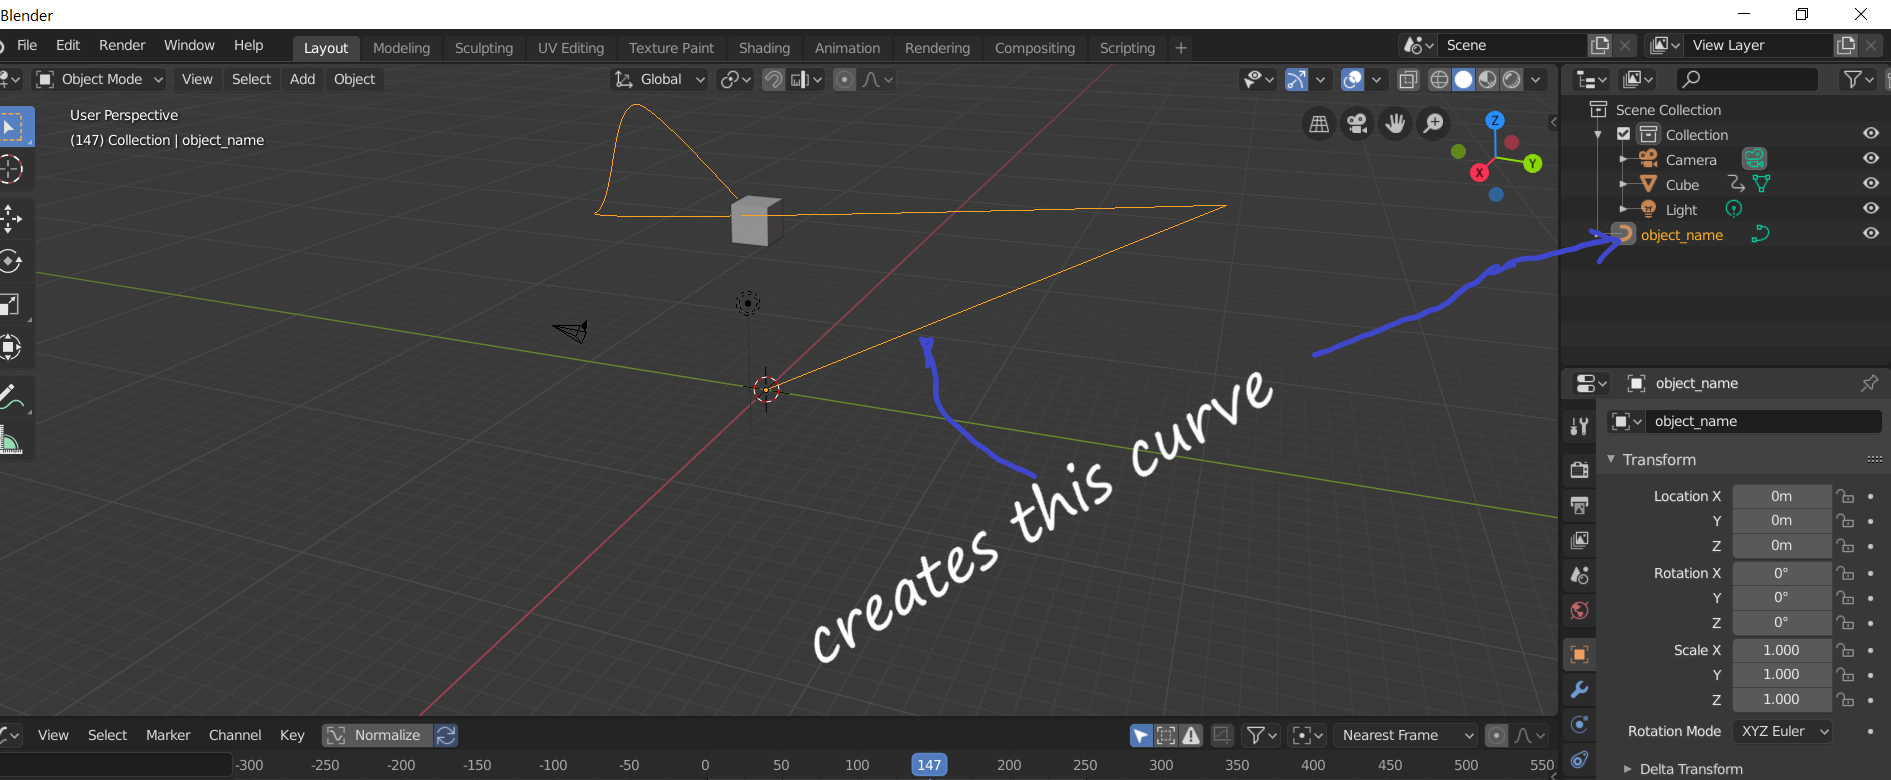 Blender
File Edit Render Window Help Layout Modeling Sculpting UV Editing Texture Paint Shading Animation Rendering Compositing Scripting + Scene View Layer
Object Mode View Select Add Object Global
User Perspective
(147) Collection | object_name
Z
Y
X
Scene Collection
Collection
Camera
Cube
Light
object_name
creates this curve
object_name
object_name
Transform
Location X 0m
Y 0m
Z 0m
Rotation X 0°
Y 0°
Z 0°
Scale X 1.000
Y 1.000
Z 1.000
Rotation Mode XYZ Euler
Delta Transform
View Select Marker Channel Key Normalize Nearest Frame
-300 -250 -200 -150 -100 -50 0 50 100 147 200 250 300 350 400 450 500 550